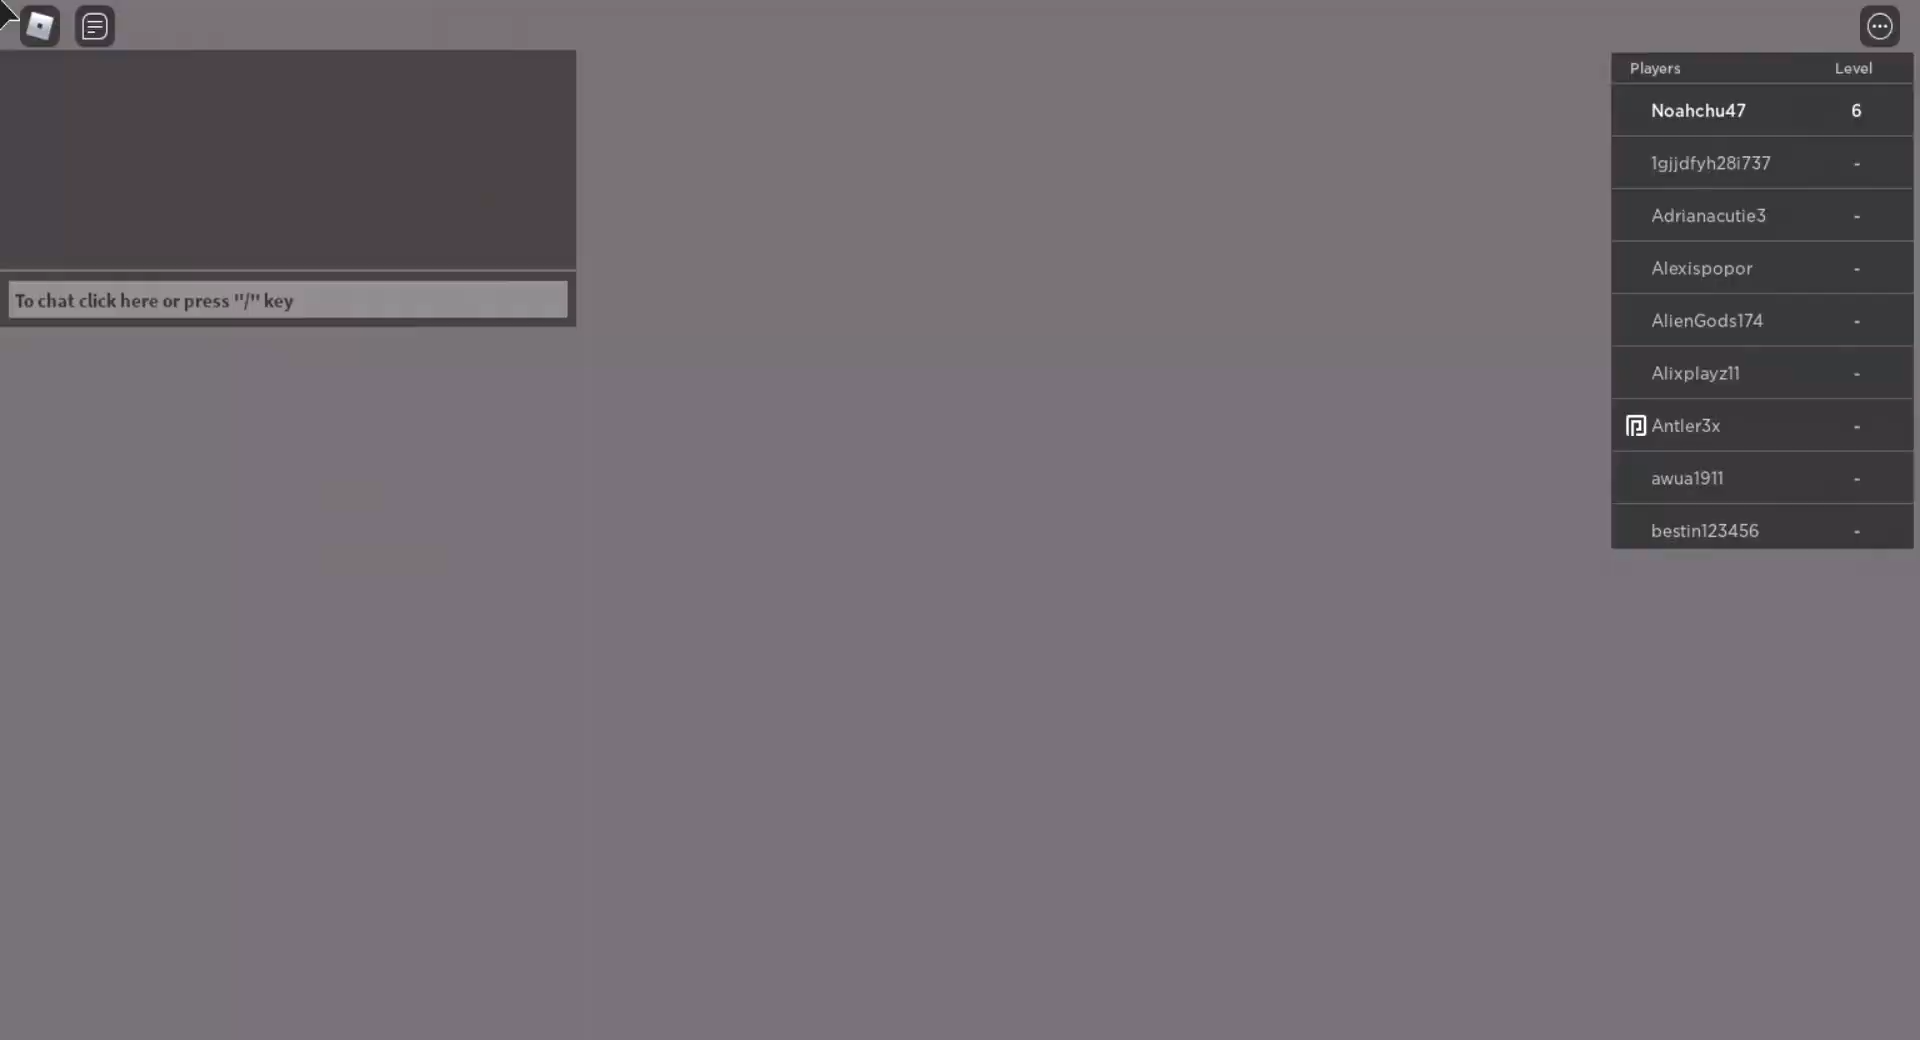 To chat click here or press "/" key
Players Level
Noahchu47 6
1gjjdfyh28i737 -
Adrianacutie3 -
Alexispopor -
AlienGods174 -
Alixplayz11 -
Antler3x -
awua1911 -
bestin123456 -